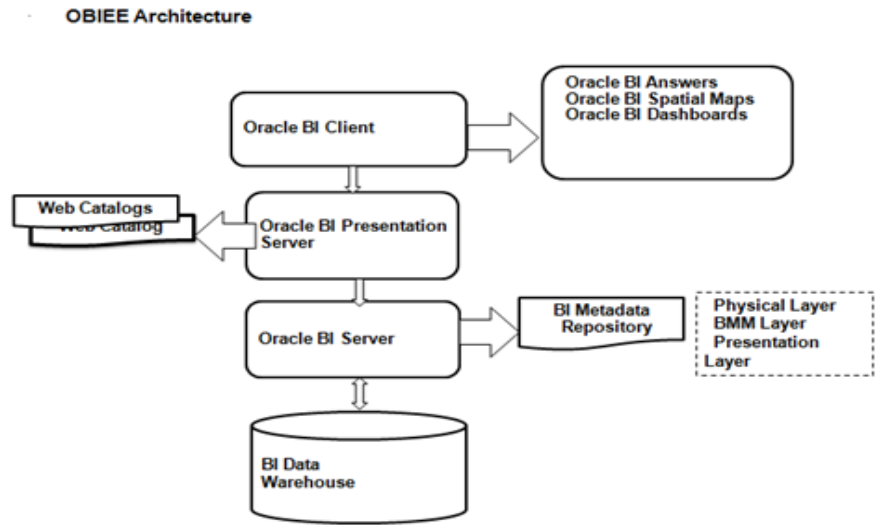 OBIEE Architecture
Oracle BI Answers
Oracle BI Spatial Maps
Oracle BI Dashboards
Oracle BI Client
Web Catalogs
Web Catalog
Oracle BI Presentation
Server
BI Metadata
Repository
Physical Layer
BMM Layer
Presentation
Layer
Oracle BI Server
BI Data
Warehouse